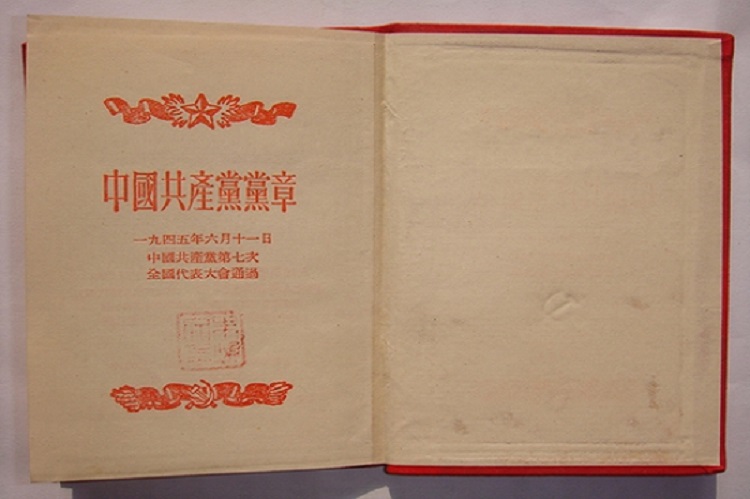 中國共產黨黨章
一九四五年六月十一日
中國共產黨第七次
全國代表大會通過